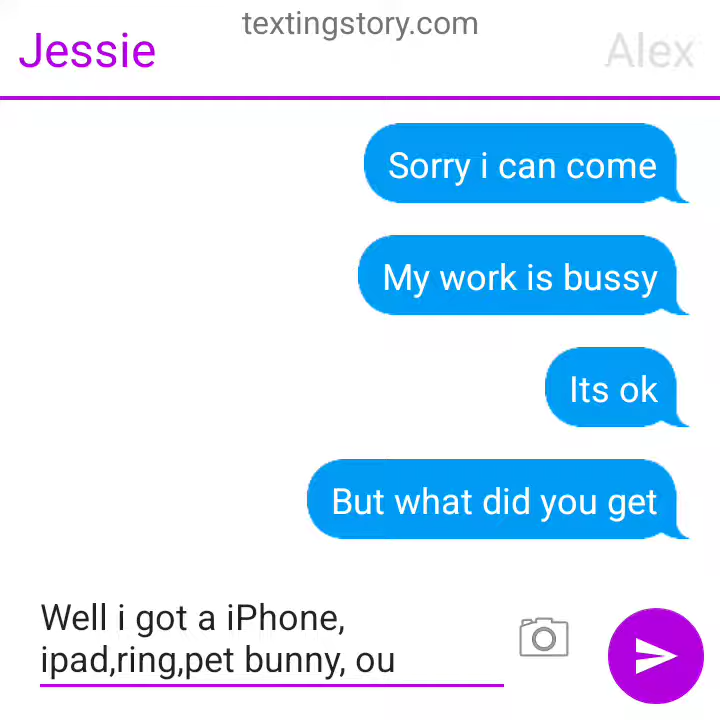 textingstory.com
Jessie
Alex
Sorry i can come
My work is bussy
Its ok
But what did you get
Well i got a iPhone,
ipad,ring,pet bunny, ou